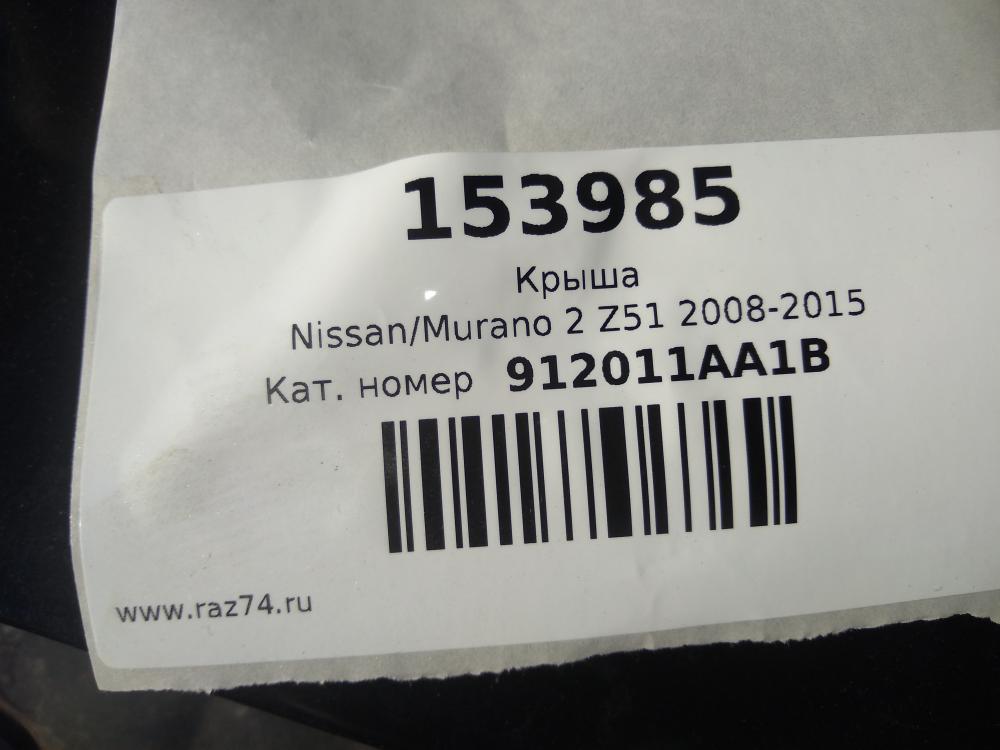 153985
Крыша
Nissan/Murano 2 Z51 2008-2015
Кат. номер 912011AA1B
www.raz74.ru